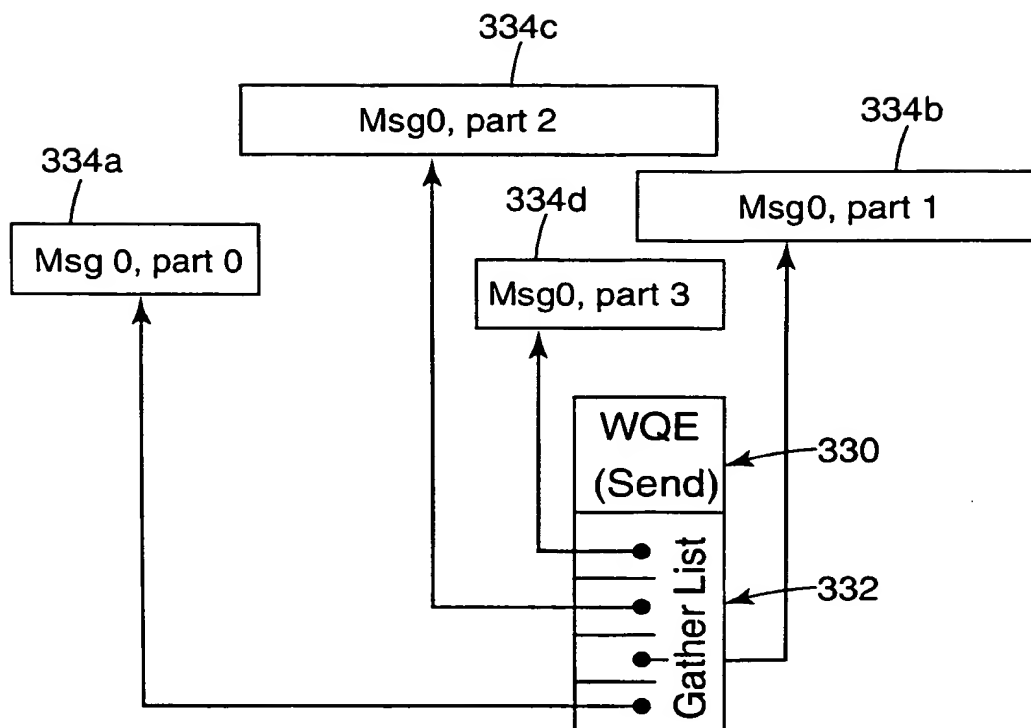 334c
Msg0, part 2
334b
334a
Msg0, part 1
334d
Msg 0, part 0
Msg0, part 3
WQE
(Send)
330
Gather List
332